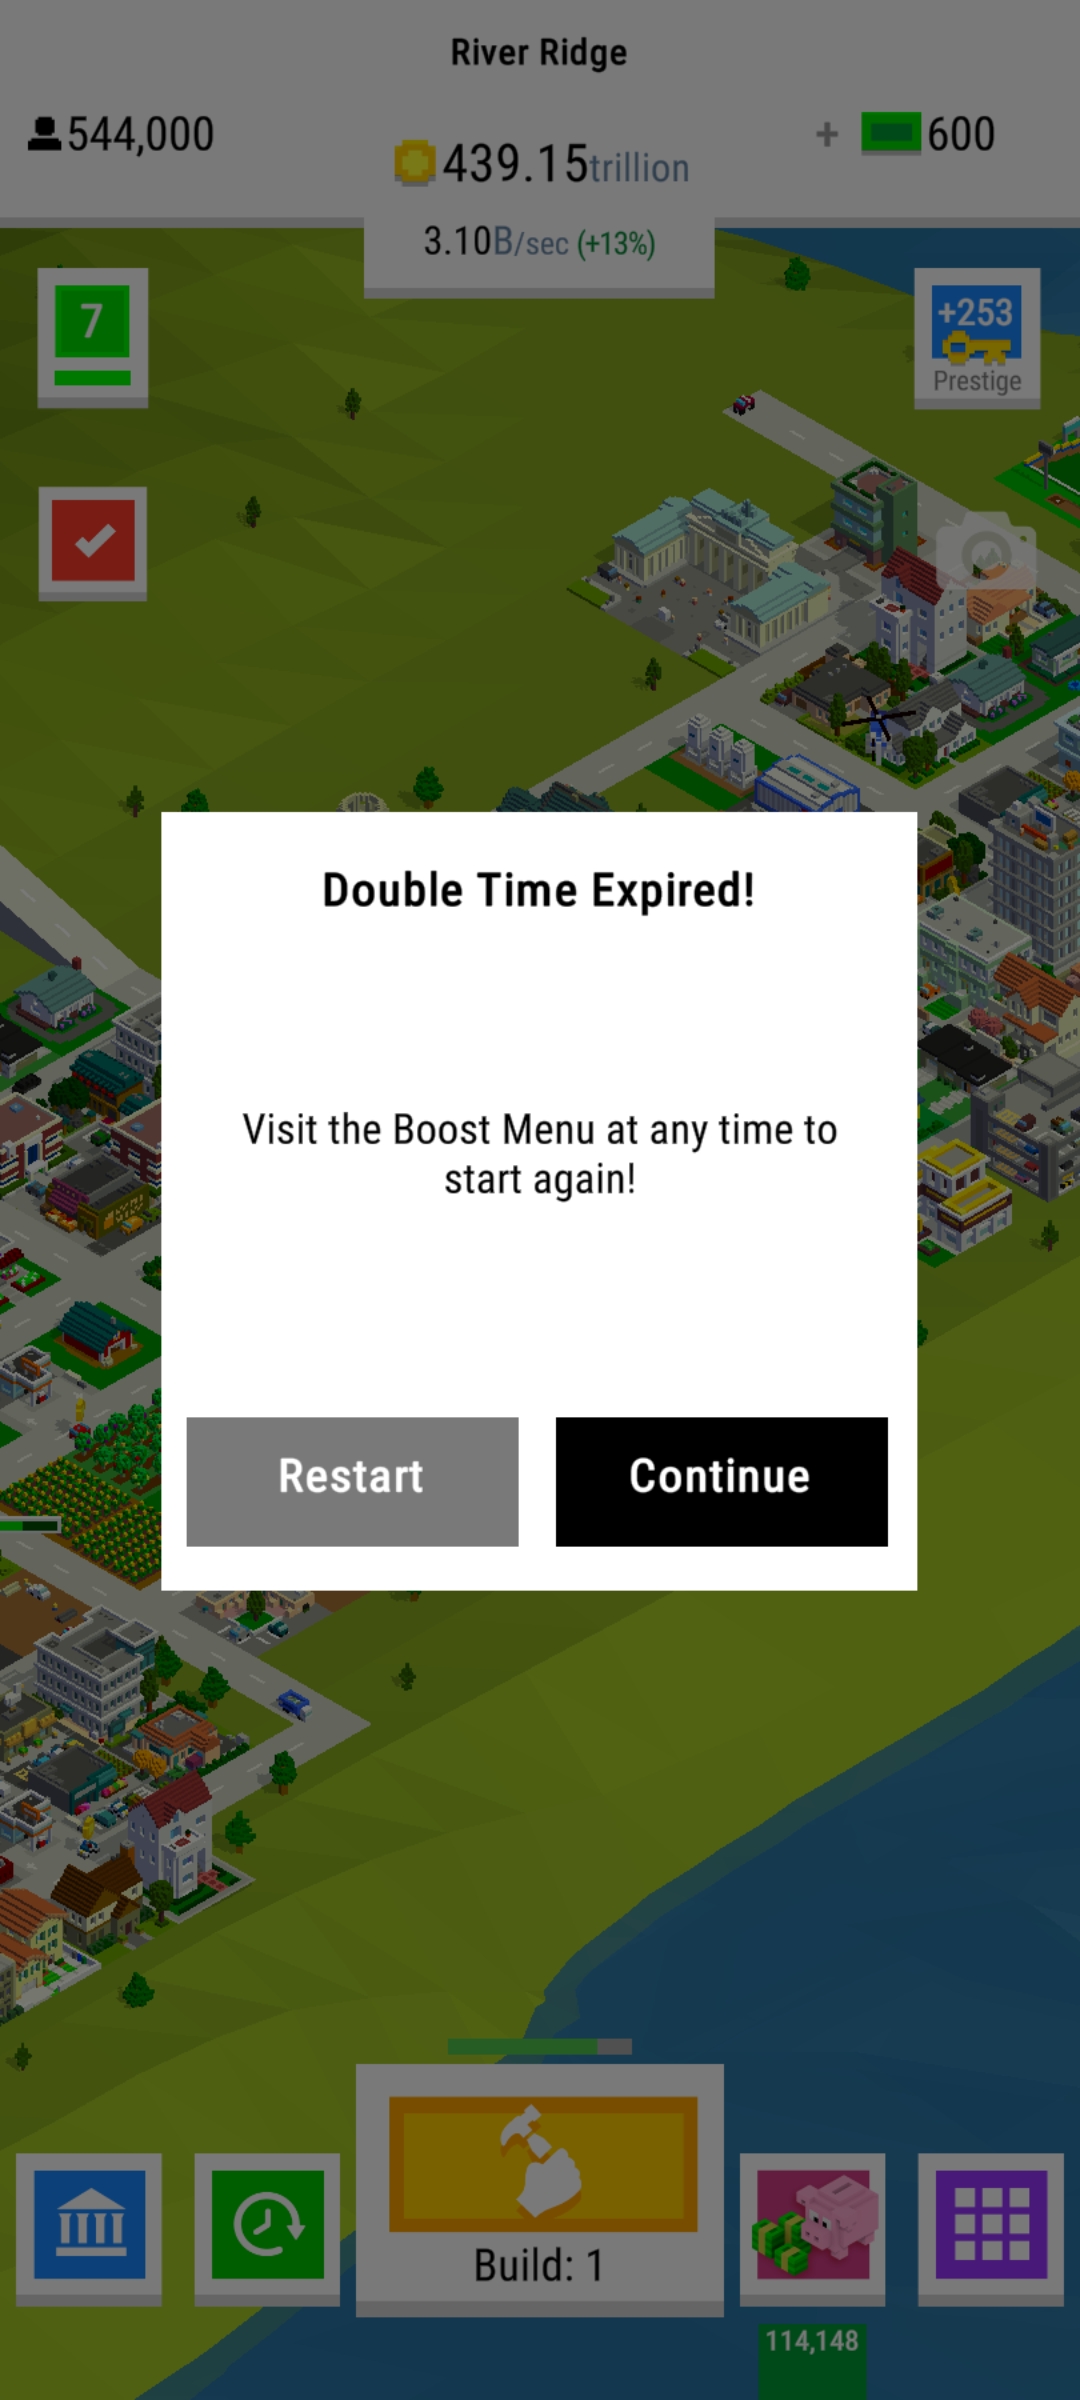 River Ridge
544,000
439.15trillion
+ 600
3.10B/sec (+13%)
7
+253
Prestige
Double Time Expired!
Visit the Boost Menu at any time to
start again!
Restart
Continue
Build: 1
114,148